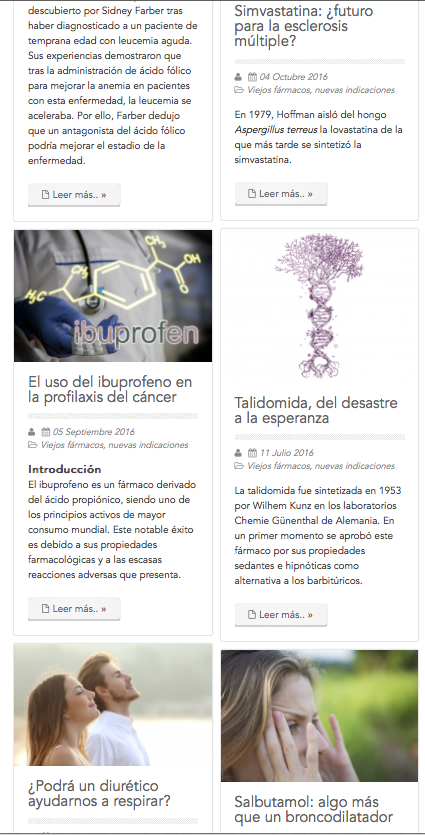 descubierto por Sidney Farber tras
haber diagnosticado a un paciente de
temprana edad con leucemia aguda.
Sus experiencias demostraron que
tras la administración de ácido fólico
para mejorar la anemia en pacientes
con esta enfermedad, la leucemia se
aceleraba. Por ello, Farber dedujo
que un antagonista del ácido fólico
podría mejorar el estadio de la
enfermedad.
Leer más.. »
H₃C
CH₃
O
OH
ibuprofen
El uso del ibuprofeno en
la profilaxis del cáncer
05 Septiembre 2016
Viejos fármacos, nuevas indicaciones
Introducción
El ibuprofeno es un fármaco derivado
del ácido propiónico, siendo uno de
los principios activos de mayor
consumo mundial. Este notable éxito
es debido a sus propiedades
farmacológicas y a las escasas
reacciones adversas que presenta.
Leer más.. »
¿Podrá un diurético
ayudarnos a respirar?
Simvastatina: ¿futuro
para la esclerosis
múltiple?
04 Octubre 2016
Viejos fármacos, nuevas indicaciones
En 1979, Hoffman aisló del hongo
Aspergillus terreus la lovastatina de la
que más tarde se sintetizó la
simvastatina.
Leer más.. »
Talidomida, del desastre
a la esperanza
11 Julio 2016
Viejos fármacos, nuevas indicaciones
La talidomida fue sintetizada en 1953
por Wilhem Kunz en los laboratorios
Chemie Günenthal de Alemania. En
un primer momento se aprobó este
fármaco por sus propiedades
sedantes e hipnóticas como
alternativa a los barbitúricos.
Leer más.. »
Salbutamol: algo más
que un broncodilatador